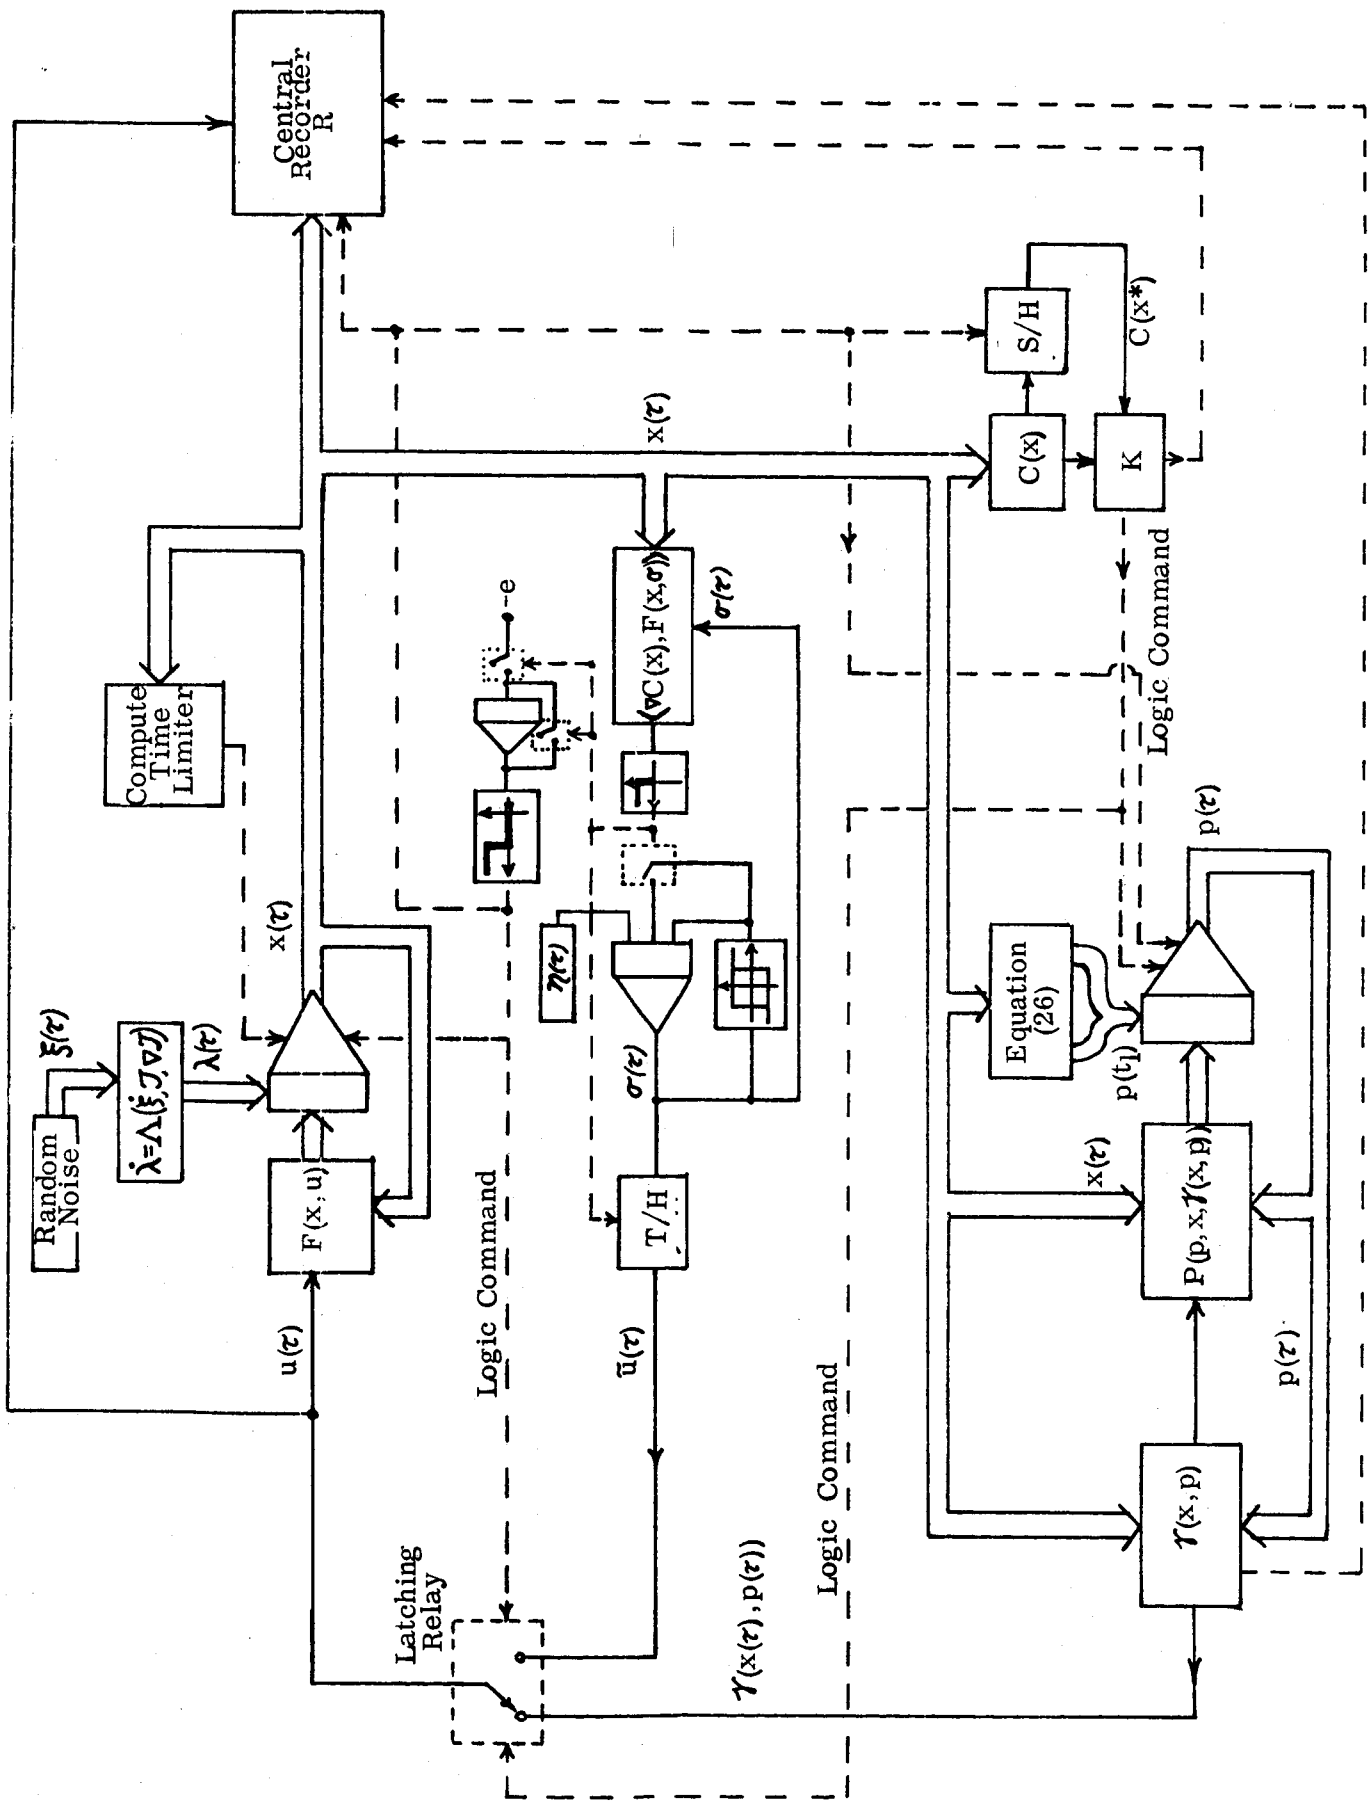 Central
Recorder
R
Compute
Time
Limiter
Random
Noise
ξ(τ)
λ̇=Λ(ξ,C,∇C)
λ(τ)
x(τ)
F(x,u)
u(τ)
-e
x(τ)
⟨∇C(x),F(x,σ)⟩
σ(τ)
σ(τ)
T/H
ũ(τ)
Logic Command
Latching
Relay
γ(x(τ),p(τ))
Logic Command
S/H
C(x*)
C(x)
K
Logic Command
Equation
(26)
p(t₁)
p(τ)
x(τ)
P(p,x,γ(x,p))
p(τ)
γ(x,p)